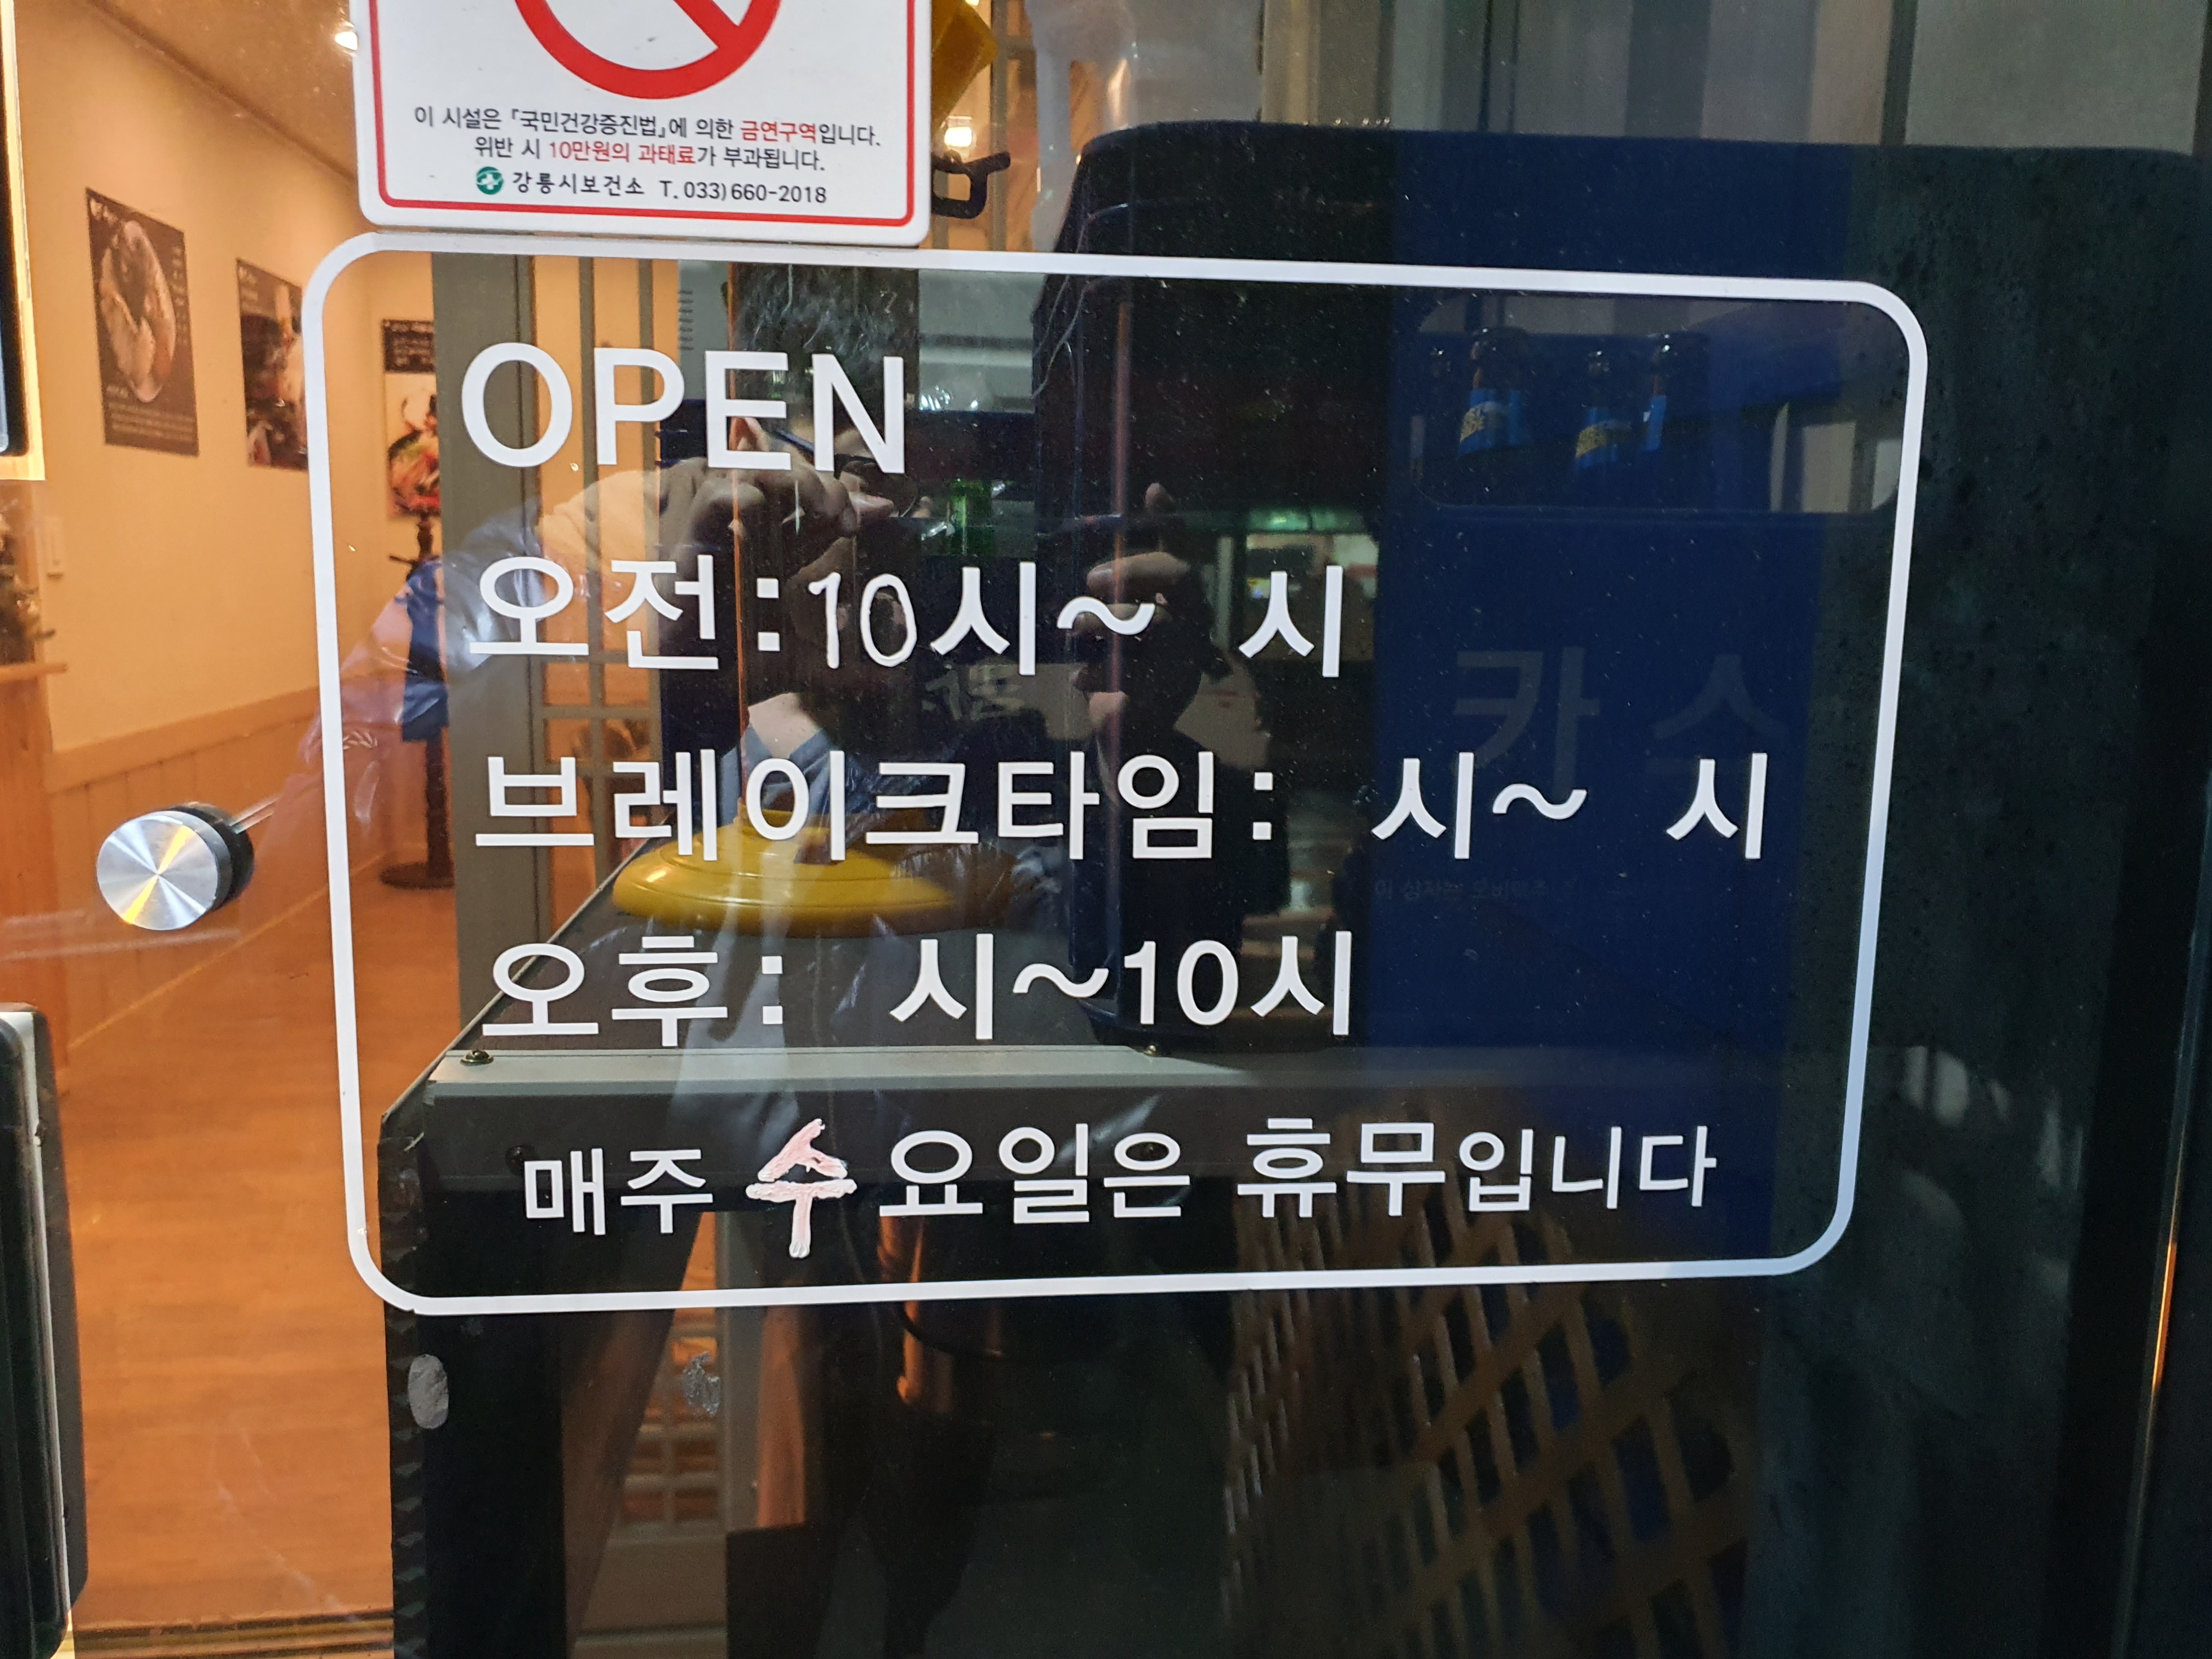 이 시설은 「국민건강증진법」에 의한 금연구역입니다.
위반 시 10만원의 과태료가 부과됩니다.
강릉시보건소 T. 033)660-2018
OPEN
오전:10시~ 시
카스
브레이크타임: 시~ 시
오후: 시~10시
매주 수요일은 휴무입니다